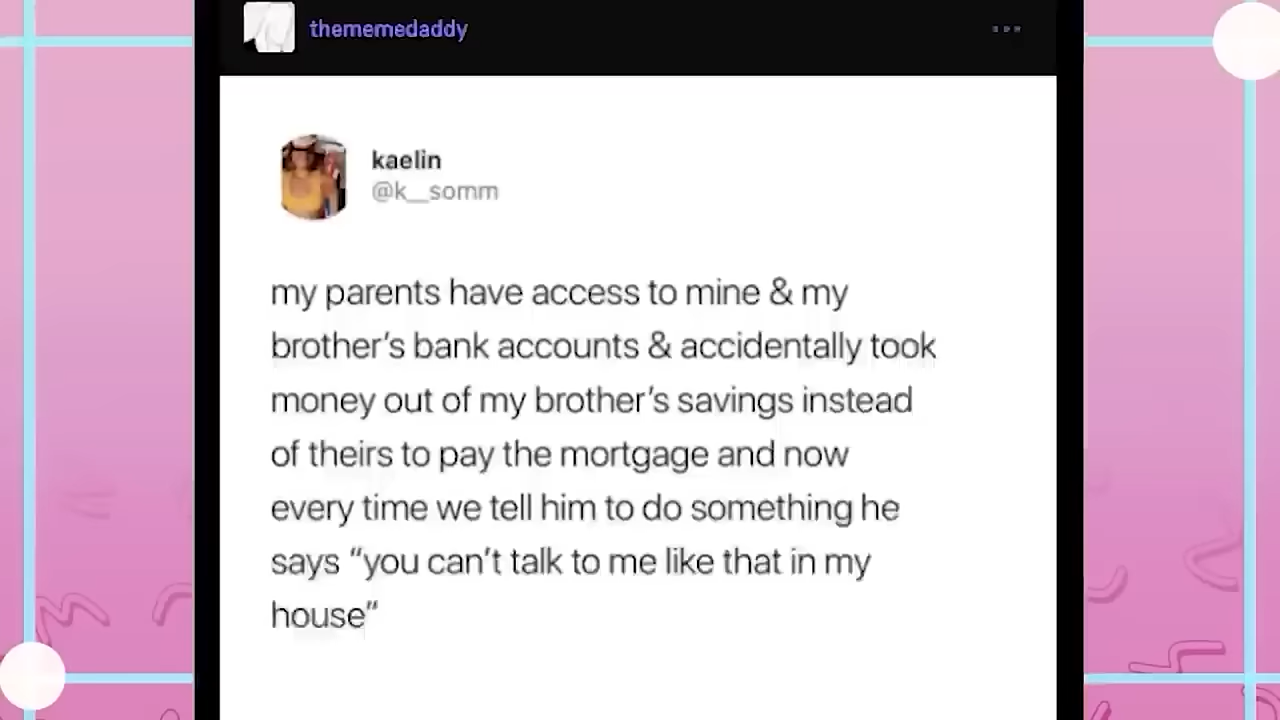 thememedaddy
kaelin
@k__somm
my parents have access to mine & my
brother's bank accounts & accidentally took
money out of my brother's savings instead
of theirs to pay the mortgage and now
every time we tell him to do something he
says “you can't talk to me like that in my
house”